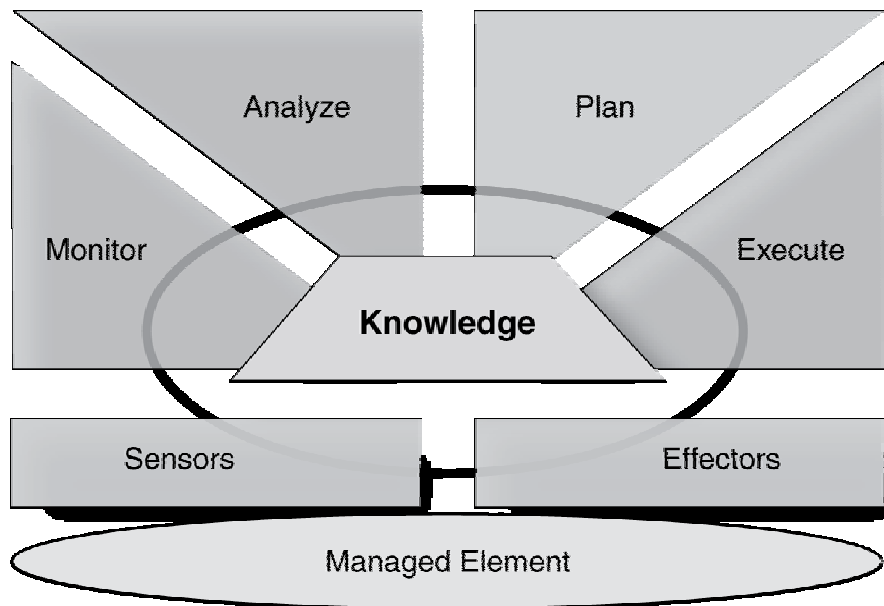 Analyze
Plan
Monitor
Execute
Knowledge
Sensors
Effectors
Managed Element